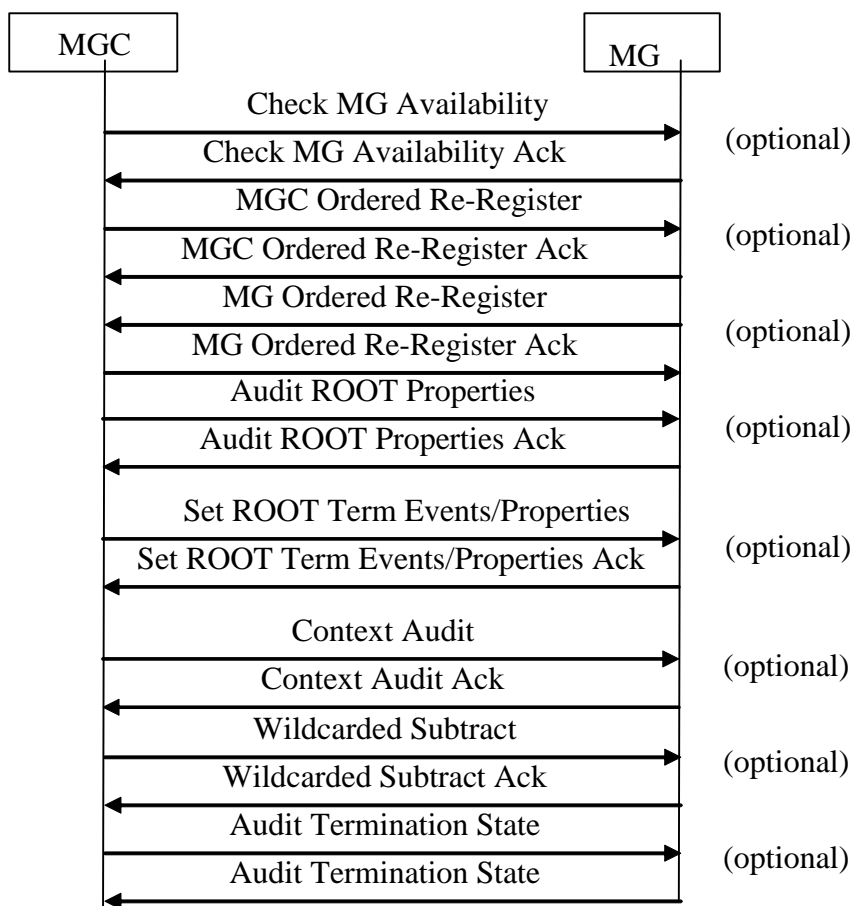 MGC
MG
Check MG Availability
(optional)
Check MG Availability Ack
MGC Ordered Re-Register
(optional)
MGC Ordered Re-Register Ack
MG Ordered Re-Register
(optional)
MG Ordered Re-Register Ack
Audit ROOT Properties
(optional)
Audit ROOT Properties Ack
Set ROOT Term Events/Properties
(optional)
Set ROOT Term Events/Properties Ack
Context Audit
(optional)
Context Audit Ack
Wildcarded Subtract
(optional)
Wildcarded Subtract Ack
Audit Termination State
(optional)
Audit Termination State